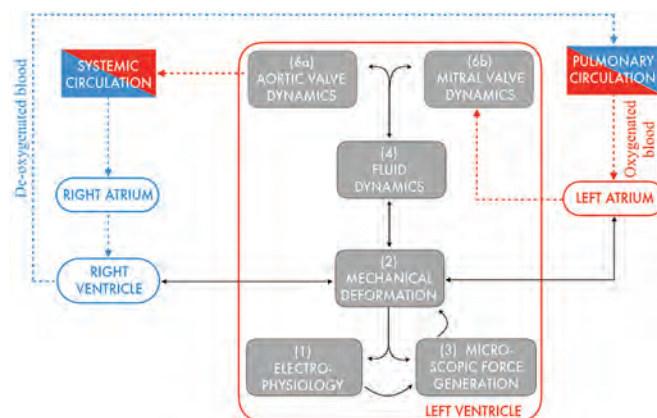 De-oxygenated blood
SYSTEMIC
CIRCULATION
(6a)
AORTIC VALVE
DYNAMICS
(6b)
MITRAL VALVE
DYNAMICS
PULMONARY
CIRCULATION
Oxygenated
blood
(4)
FLUID
DYNAMICS
RIGHT ATRIUM
LEFT ATRIUM
RIGHT
VENTRICLE
(2)
MECHANICAL
DEFORMATION
(1)
ELECTRO-
PHYSIOLOGY
(3) MICRO-
SCOPIC FORCE
GENERATION
LEFT VENTRICLE